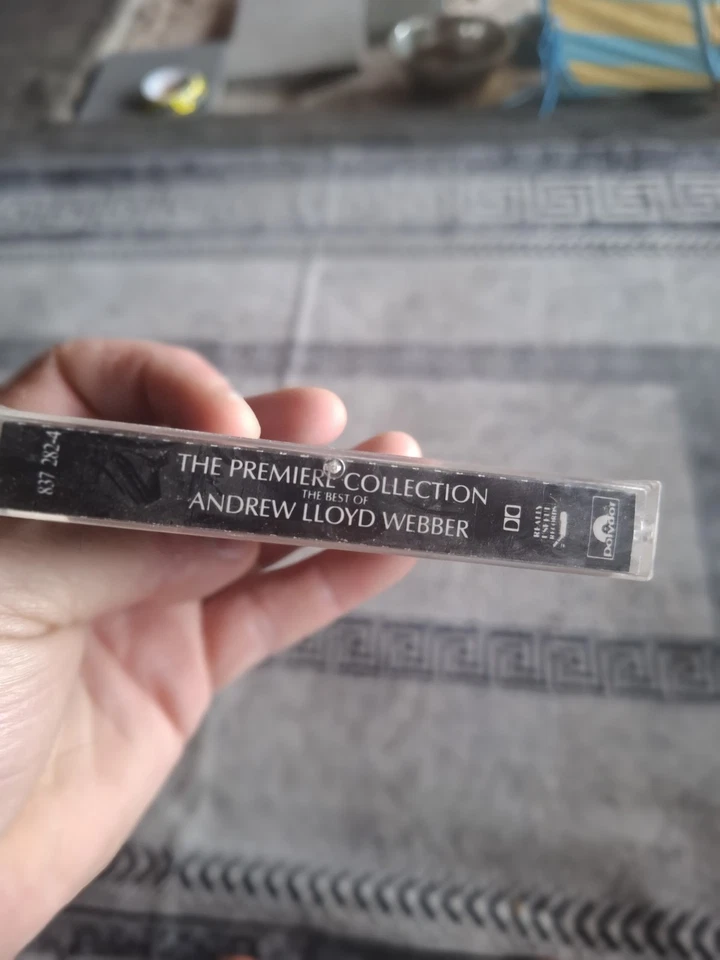 837 282-4
THE PREMIERE COLLECTION
THE BEST OF
ANDREW LLOYD WEBBER
REALLY
USEFUL
RECORDS
polydor